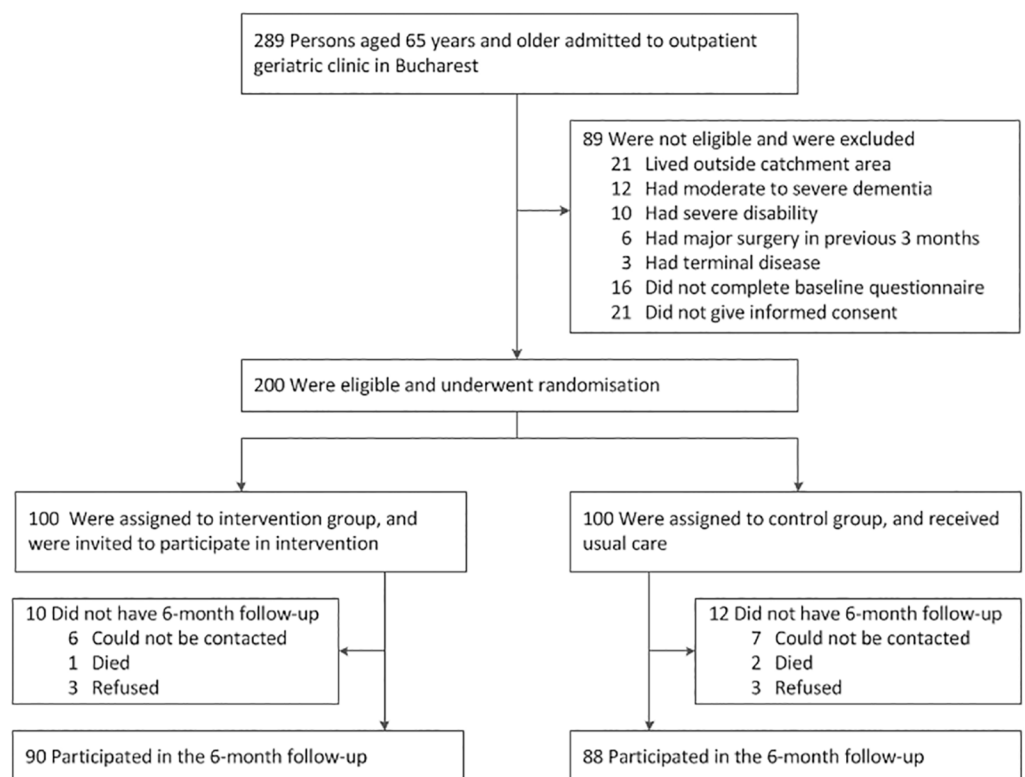 289 Persons aged 65 years and older admitted to outpatient
geriatric clinic in Bucharest
89 Were not eligible and were excluded
21 Lived outside catchment area
12 Had moderate to severe dementia
10 Had severe disability
6 Had major surgery in previous 3 months
3 Had terminal disease
16 Did not complete baseline questionnaire
21 Did not give informed consent
200 Were eligible and underwent randomisation
100 Were assigned to intervention group, and
were invited to participate in intervention
100 Were assigned to control group, and received
usual care
10 Did not have 6-month follow-up
6 Could not be contacted
1 Died
3 Refused
12 Did not have 6-month follow-up
7 Could not be contacted
2 Died
3 Refused
90 Participated in the 6-month follow-up
88 Participated in the 6-month follow-up